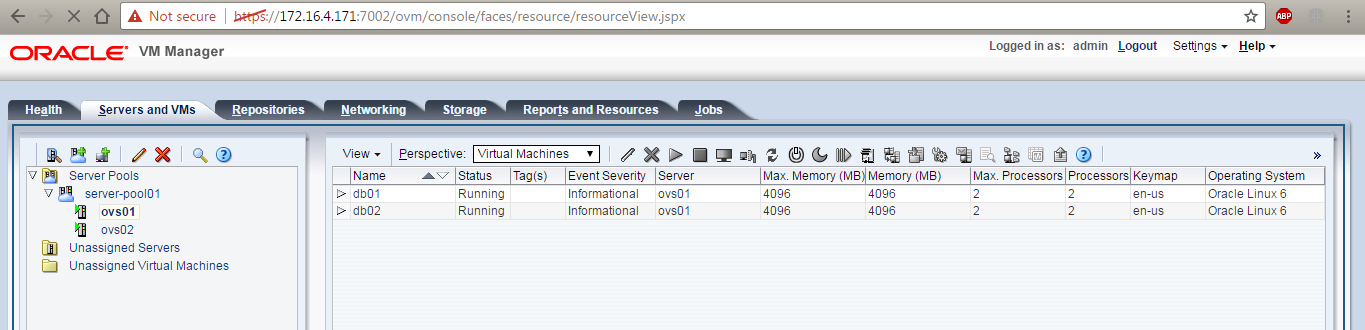 Not secure https://172.16.4.171:7002/ovm/console/faces/resource/resourceView.jspx ABP
ORACLE® VM Manager Logged in as: admin Logout Settings Help
Health Servers and VMs Repositories Networking Storage Reports and Resources Jobs
View Perspective: Virtual Machines »
Server Pools
server-pool01
ovs01
ovs02
Unassigned Servers
Unassigned Virtual Machines
Name Status Tag(s) Event Severity Server Max. Memory (MB) Memory (MB) Max. Processors Processors Keymap Operating System
db01 Running Informational ovs01 4096 4096 2 2 en-us Oracle Linux 6
db02 Running Informational ovs01 4096 4096 2 2 en-us Oracle Linux 6